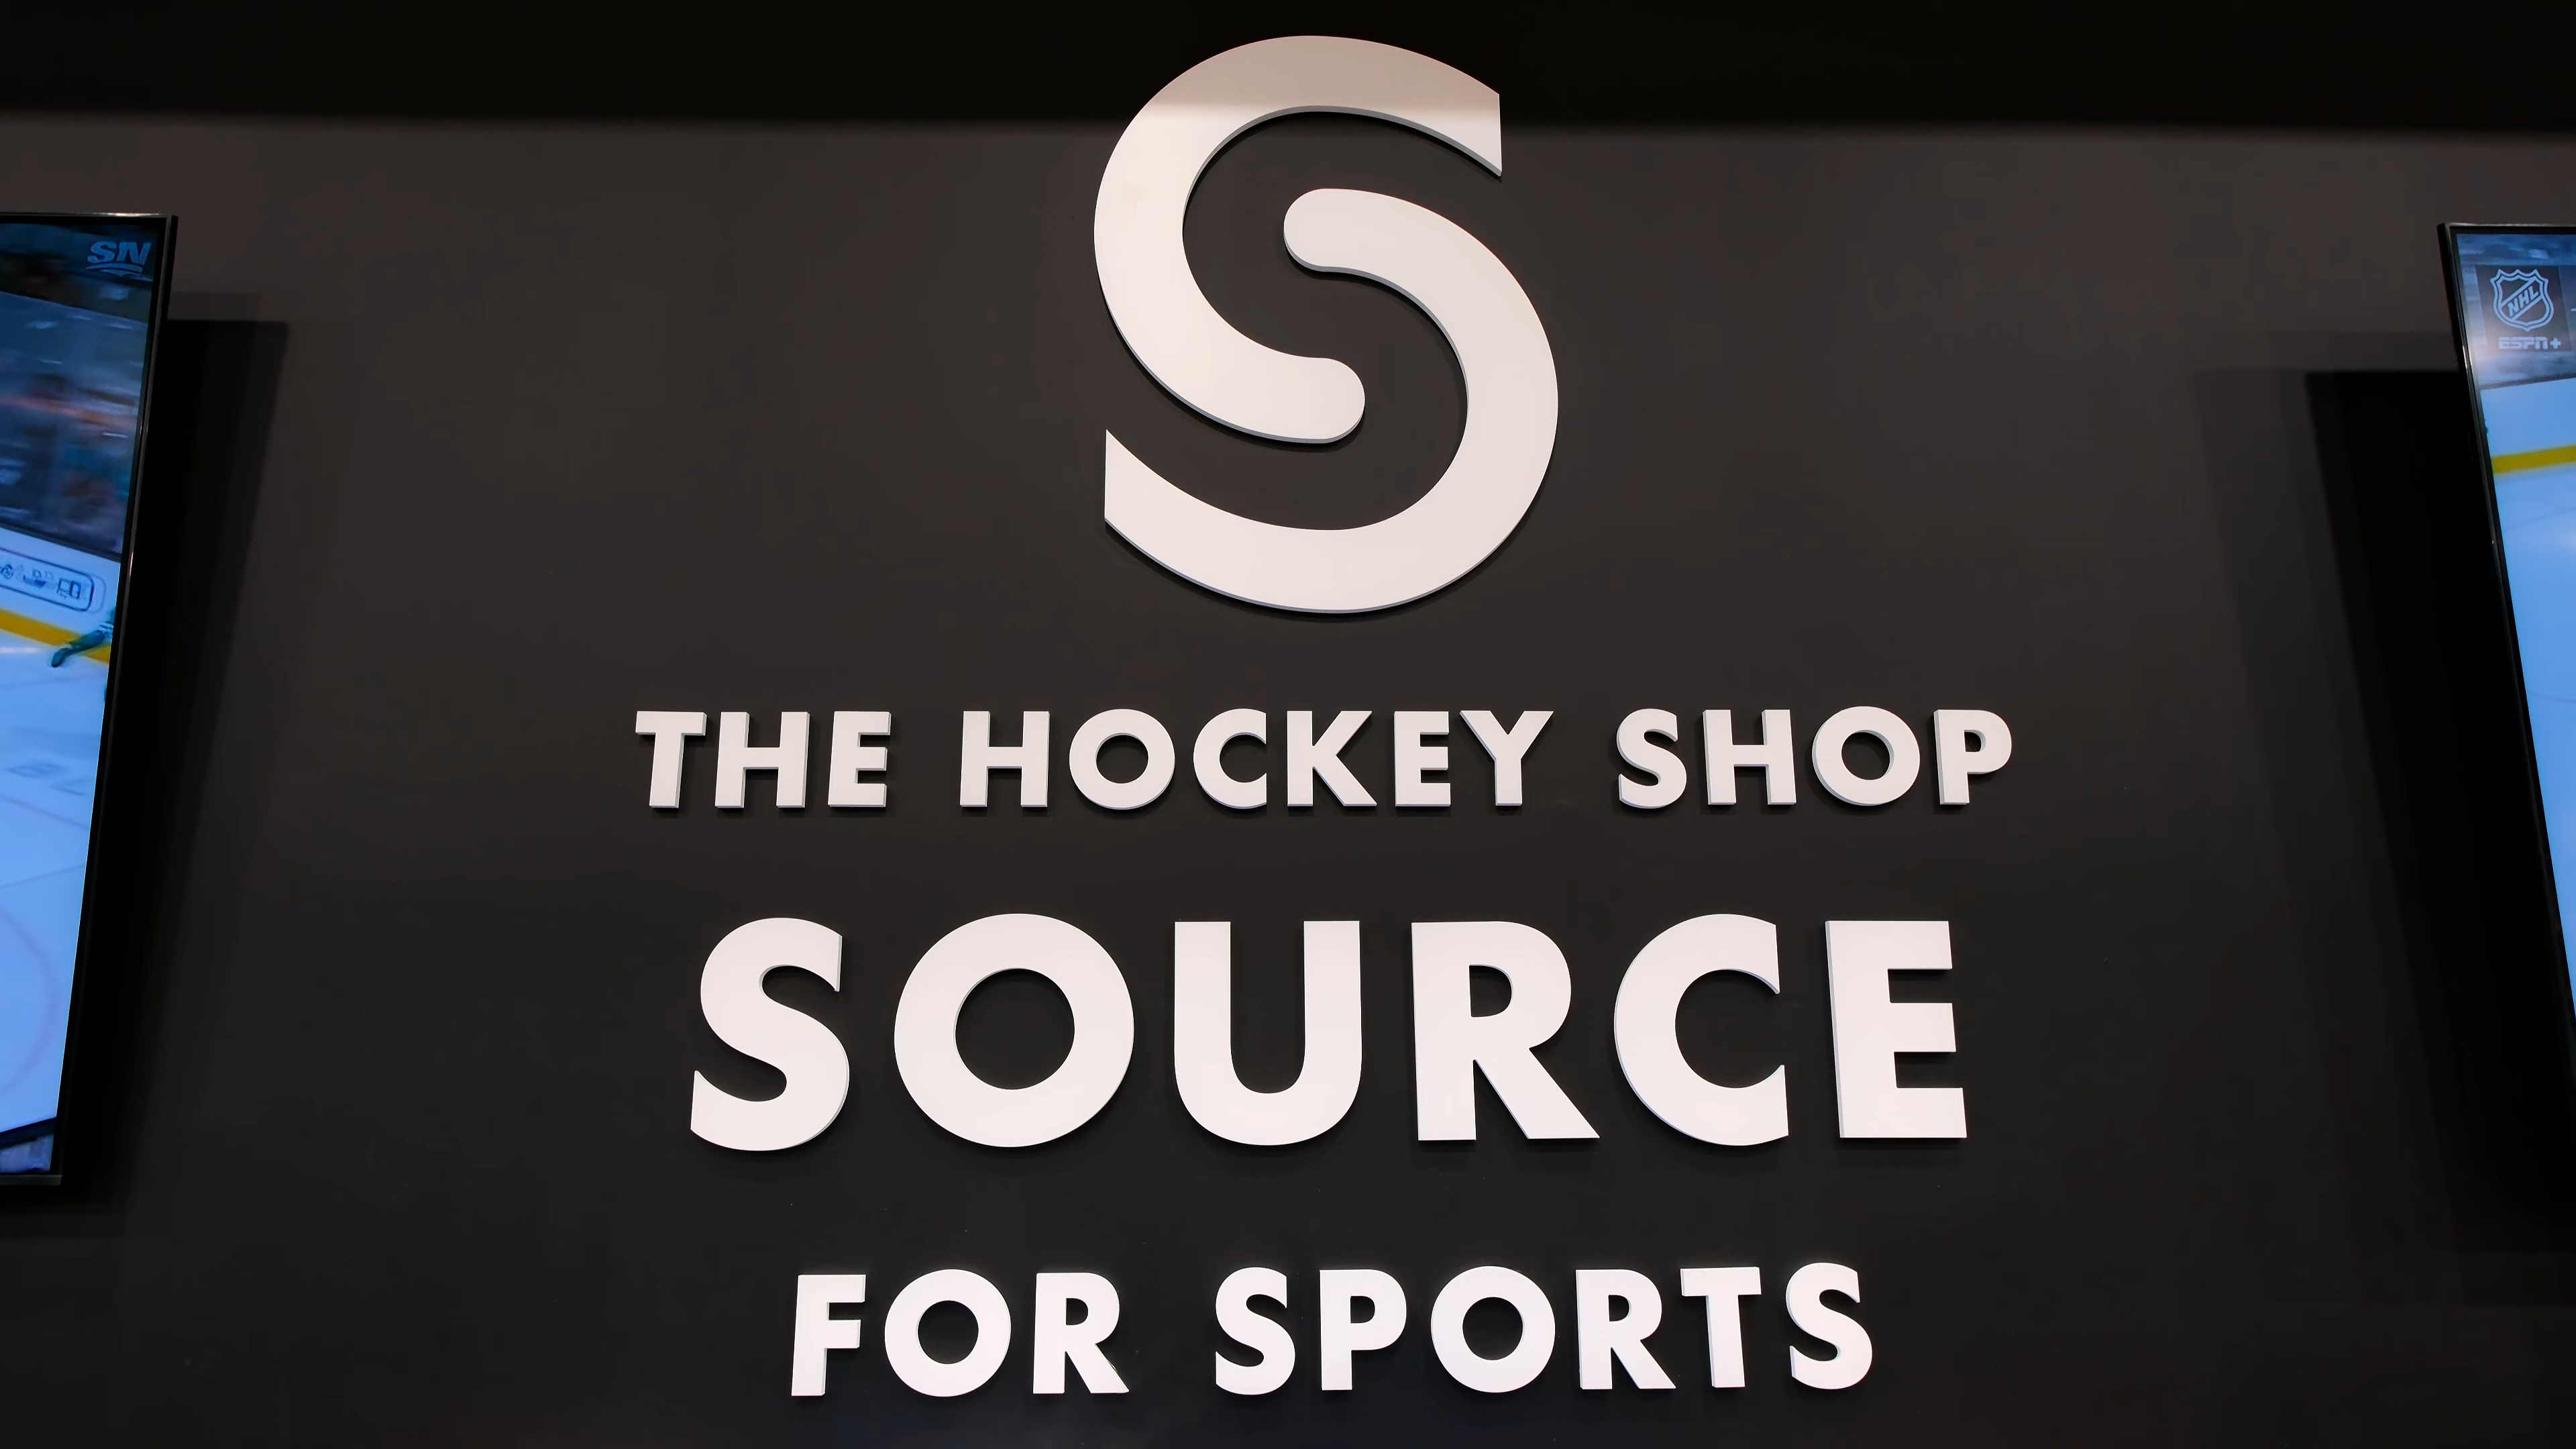 SN
NHL
ESPN+
THE HOCKEY SHOP
SOURCE
FOR SPORTS